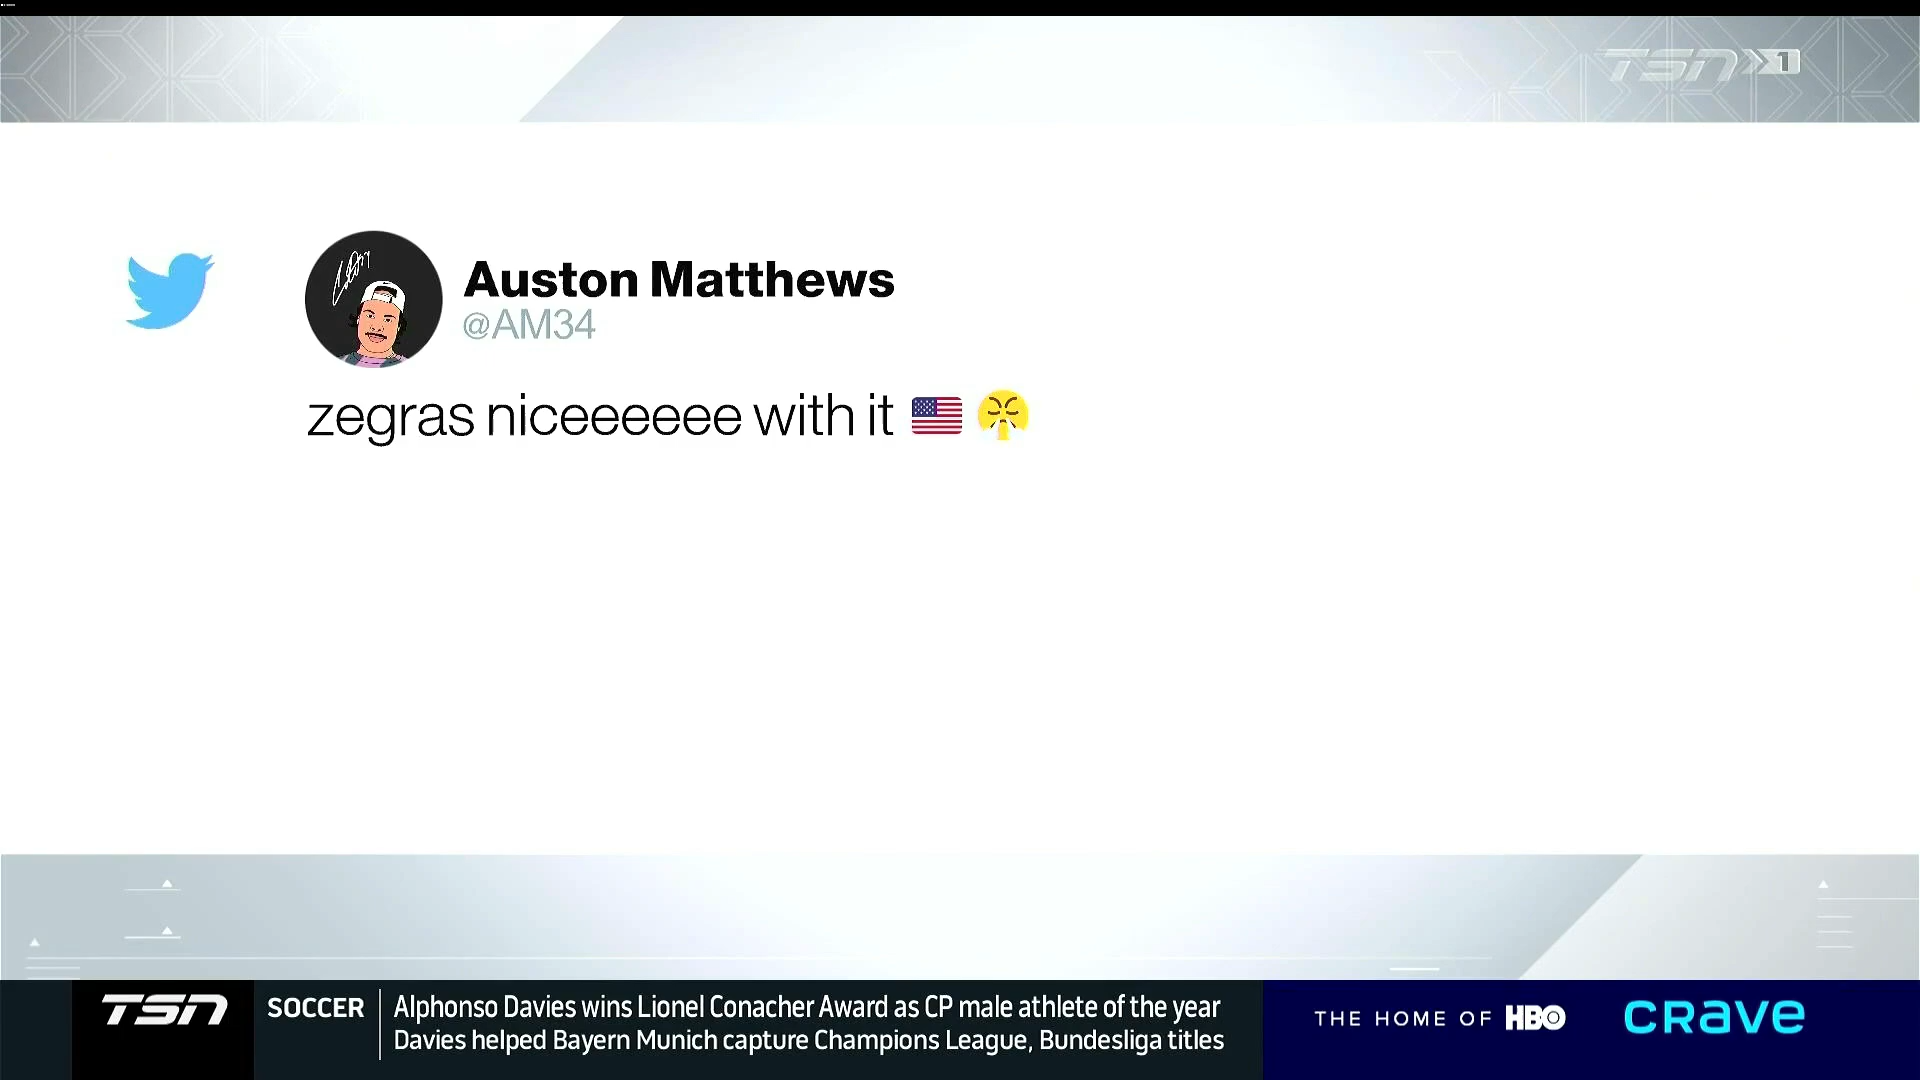 TSN 1
Auston Matthews
@AM34
zegras niceeeeee with it 🇺🇸 😤
TSN
SOCCER
Alphonso Davies wins Lionel Conacher Award as CP male athlete of the year
Davies helped Bayern Munich capture Champions League, Bundesliga titles
THE HOME OF HBO
CRAVE